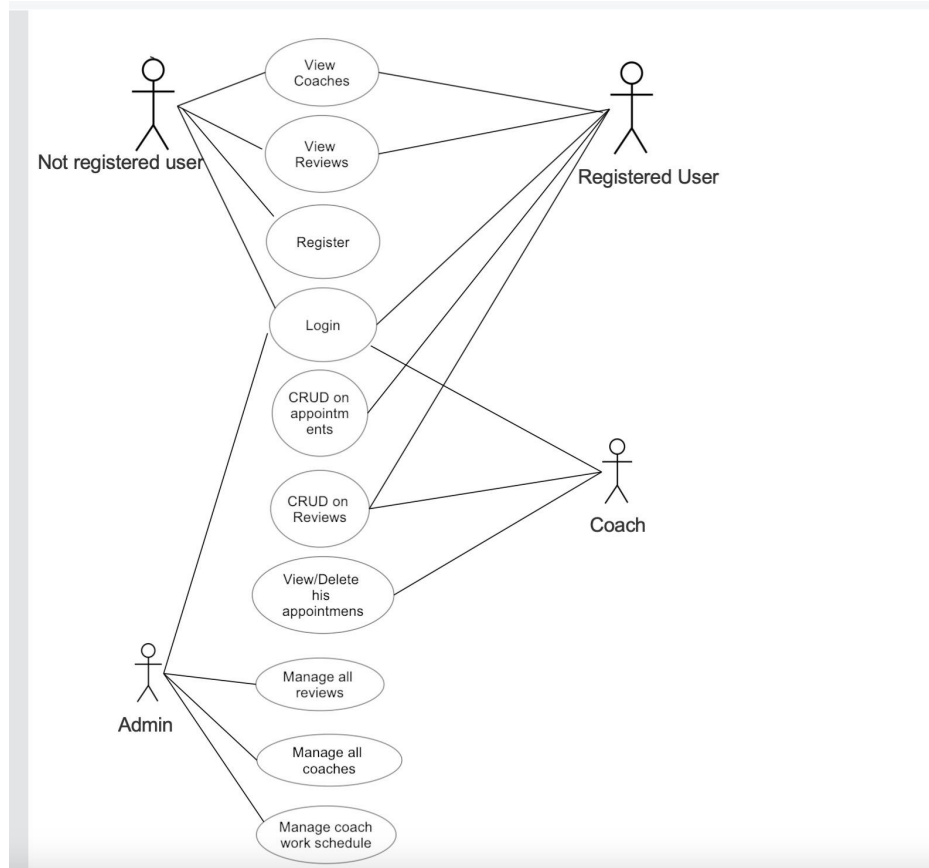 View
Coaches
Not registered user
View
Reviews
Registered User
Register
Login
CRUD on
appointm
ents
CRUD on
Reviews
Coach
View/Delete
his
appointmens
Manage all
reviews
Admin
Manage all
coaches
Manage coach
work schedule